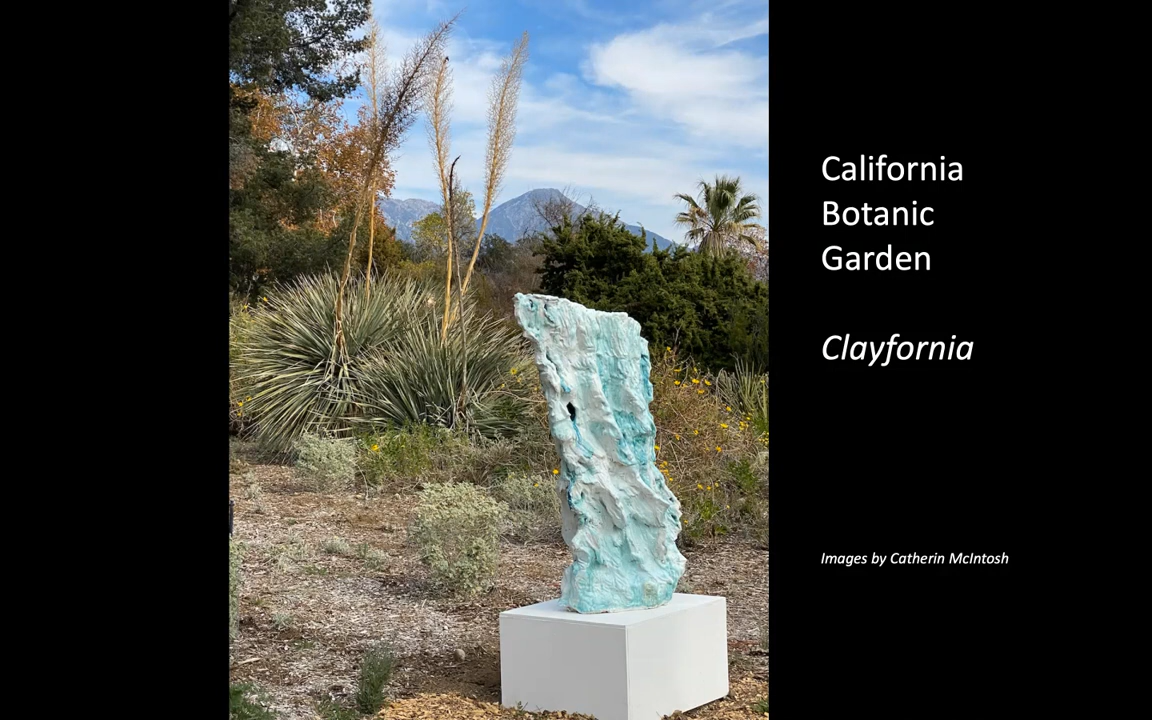 California
Botanic
Garden
Clayfornia
Images by Catherin McIntosh